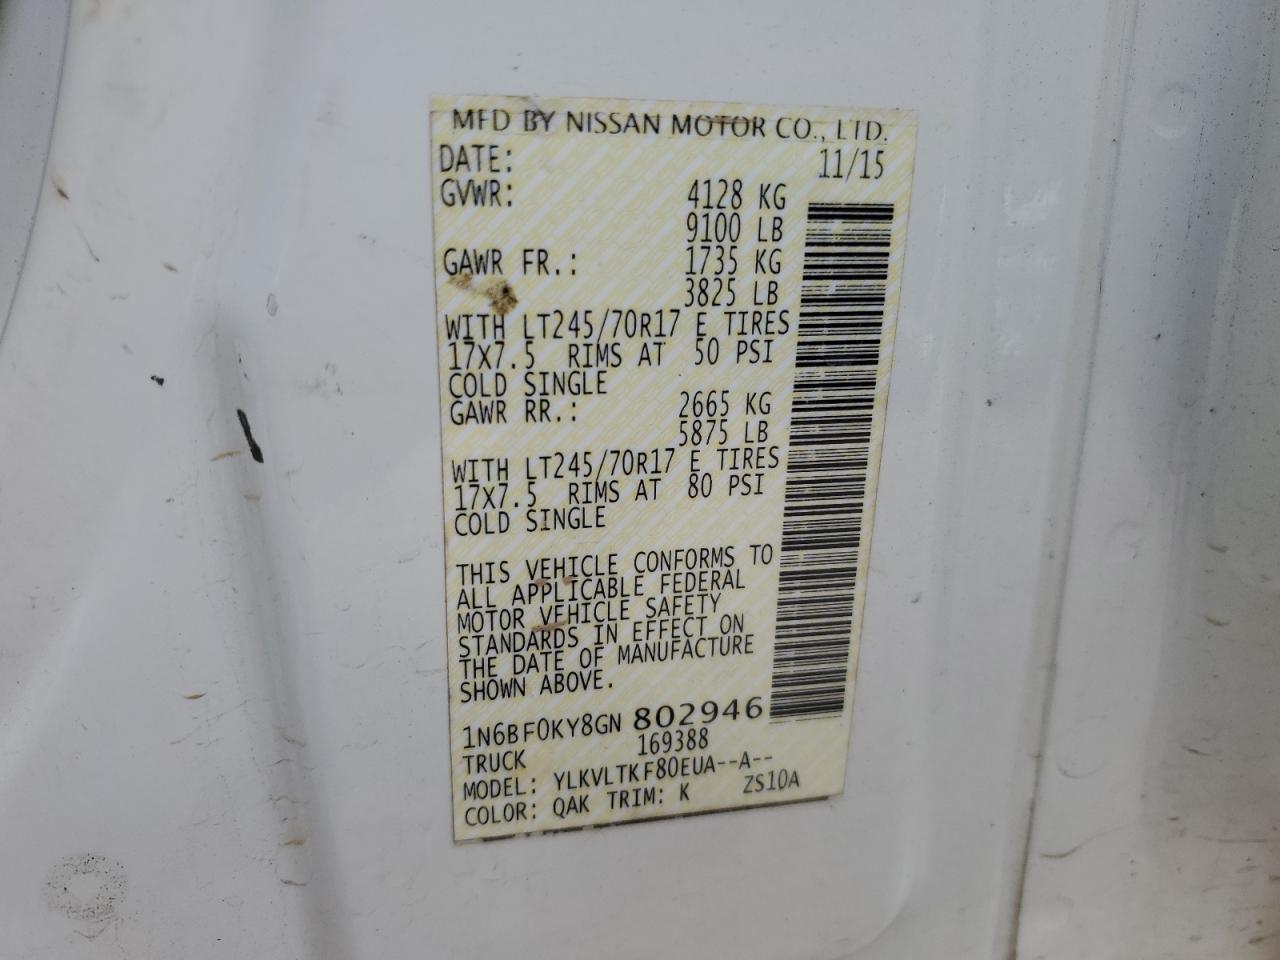 MFD BY NISSAN MOTOR CO., LTD.
DATE: 11/15
GVWR: 4128 KG
9100 LB
GAWR FR.: 1735 KG
3825 LB
WITH LT245/70R17 E TIRES
17X7.5 RIMS AT 50 PSI
COLD SINGLE
GAWR RR.: 2665 KG
5875 LB
WITH LT245/70R17 E TIRES
17X7.5 RIMS AT 80 PSI
COLD SINGLE
THIS VEHICLE CONFORMS TO
ALL APPLICABLE FEDERAL
MOTOR VEHICLE SAFETY
STANDARDS IN EFFECT ON
THE DATE OF MANUFACTURE
SHOWN ABOVE.
1N6BF0KY8GN 802946
TRUCK 169388
MODEL: YLKVLTKF80EUA--A--
COLOR: QAK TRIM: K ZS10A